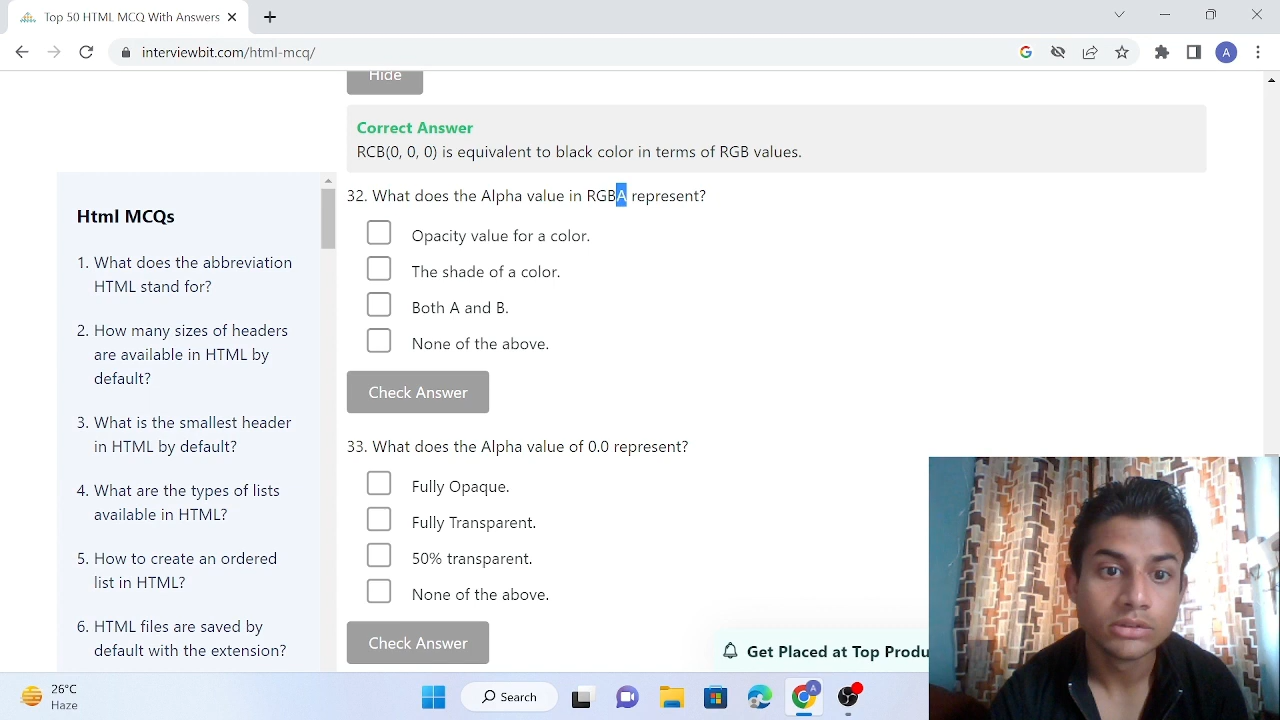 Top 50 HTML MCQ With Answers
interviewbit.com/html-mcq/
A
Hide
Correct Answer
RCB(0, 0, 0) is equivalent to black color in terms of RGB values.
32. What does the Alpha value in RGBA represent?
Opacity value for a color.
The shade of a color.
Both A and B.
None of the above.
Check Answer
33. What does the Alpha value of 0.0 represent?
Fully Opaque.
Fully Transparent.
50% transparent.
None of the above.
Check Answer
Html MCQs
1. What does the abbreviation
HTML stand for?
2. How many sizes of headers
are available in HTML by
default?
3. What is the smallest header
in HTML by default?
4. What are the types of lists
available in HTML?
5. How to create an ordered
list in HTML?
6. HTML files are saved by
default with the extension?
Get Placed at Top Produ
26°C
Haze
Search
A